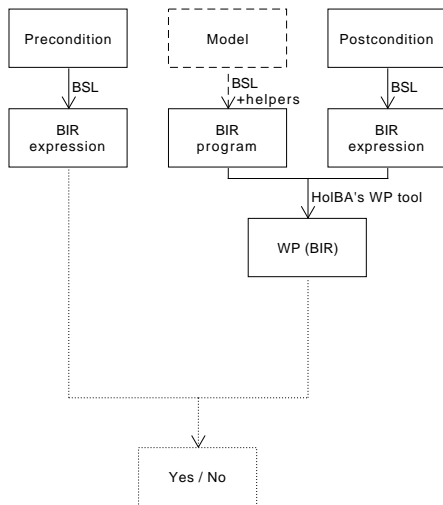 Precondition
Model
Postcondition
BSL
BSL
+helpers
BSL
BIR
expression
BIR
program
BIR
expression
HolBA's WP tool
WP (BIR)
Yes / No